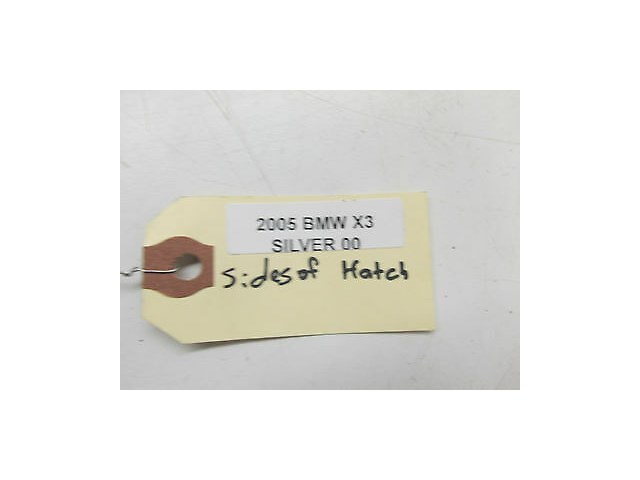 2005 BMW X3
SILVER 00
Sides of Hatch